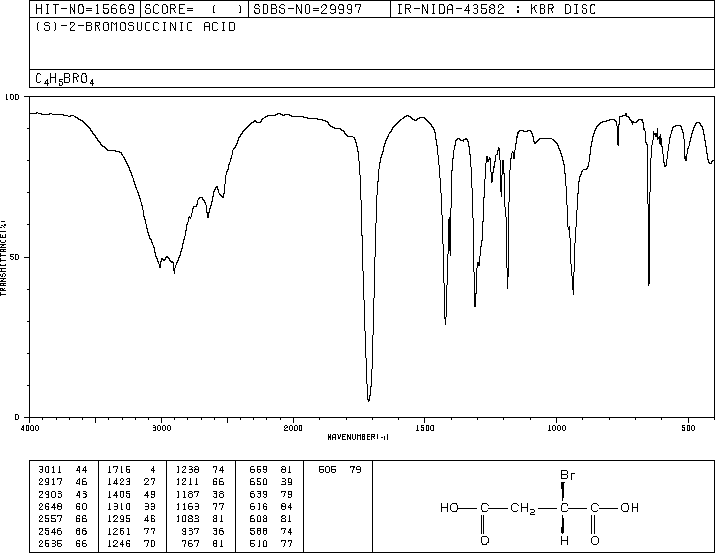 HIT-NO=15669 SCORE= ( ) SDBS-NO=29997 IR-NIDA-43582 : KBR DISC
(S)-2-BROMOSUCCINIC ACID
C4H5BRO4
100
50
0
TRANSMITTANCE(%)
4000 3000 2000 1500 1000 500
WAVENUMBER(-1)
3011 44 1716 4 1238 74 669 81 506 79
2917 46 1423 27 1211 66 650 39
2903 43 1405 49 1187 38 639 79
2648 60 1310 33 1163 77 616 84
2557 66 1295 46 1083 81 608 81
2546 66 1261 77 937 36 588 74
2535 66 1246 70 767 81 510 77
Br
HO C CH2 C C OH
O H O